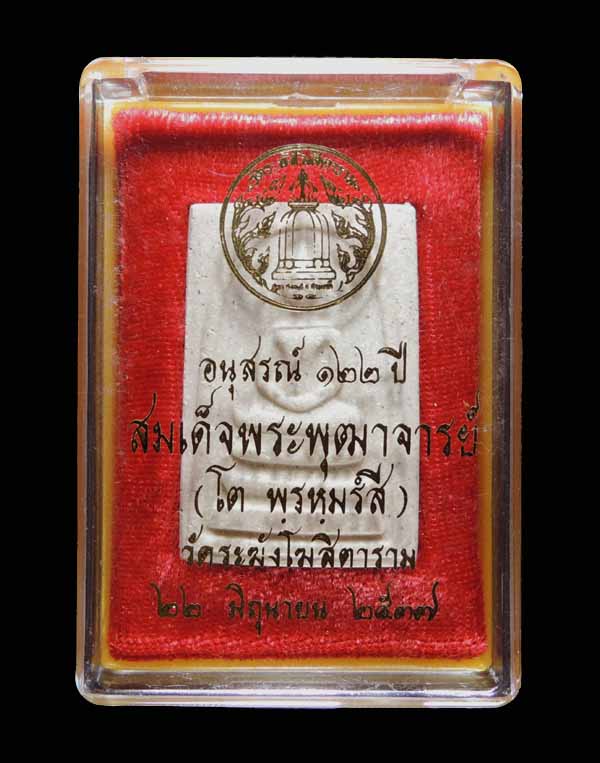 อนุสรณ์ ๑๒๒ ปี
สมเด็จพระพุฒาจารย์
(โต พฺรหฺมรํสี)
วัดระฆังโฆสิตาราม
๒๒ มิถุนายน ๒๕๓๗